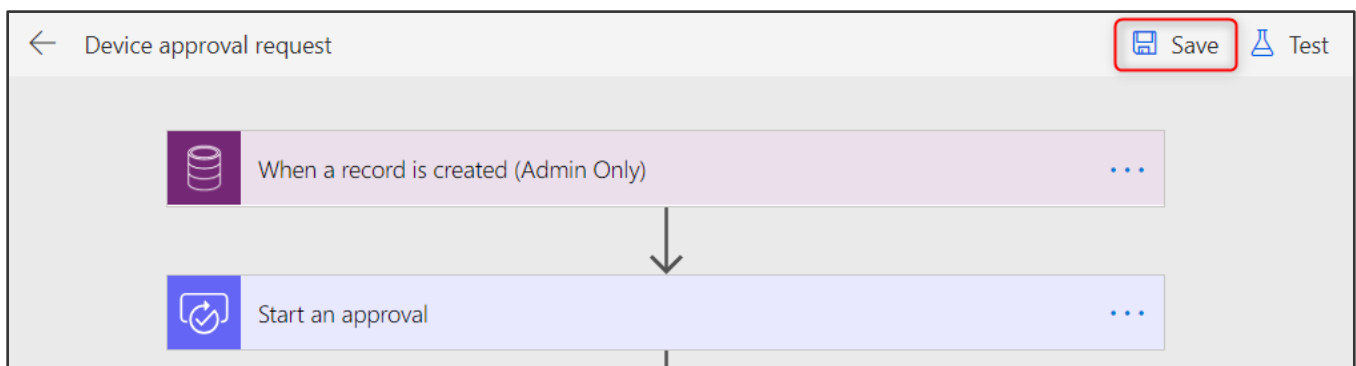 Device approval request
Save
Test
When a record is created (Admin Only)
Start an approval